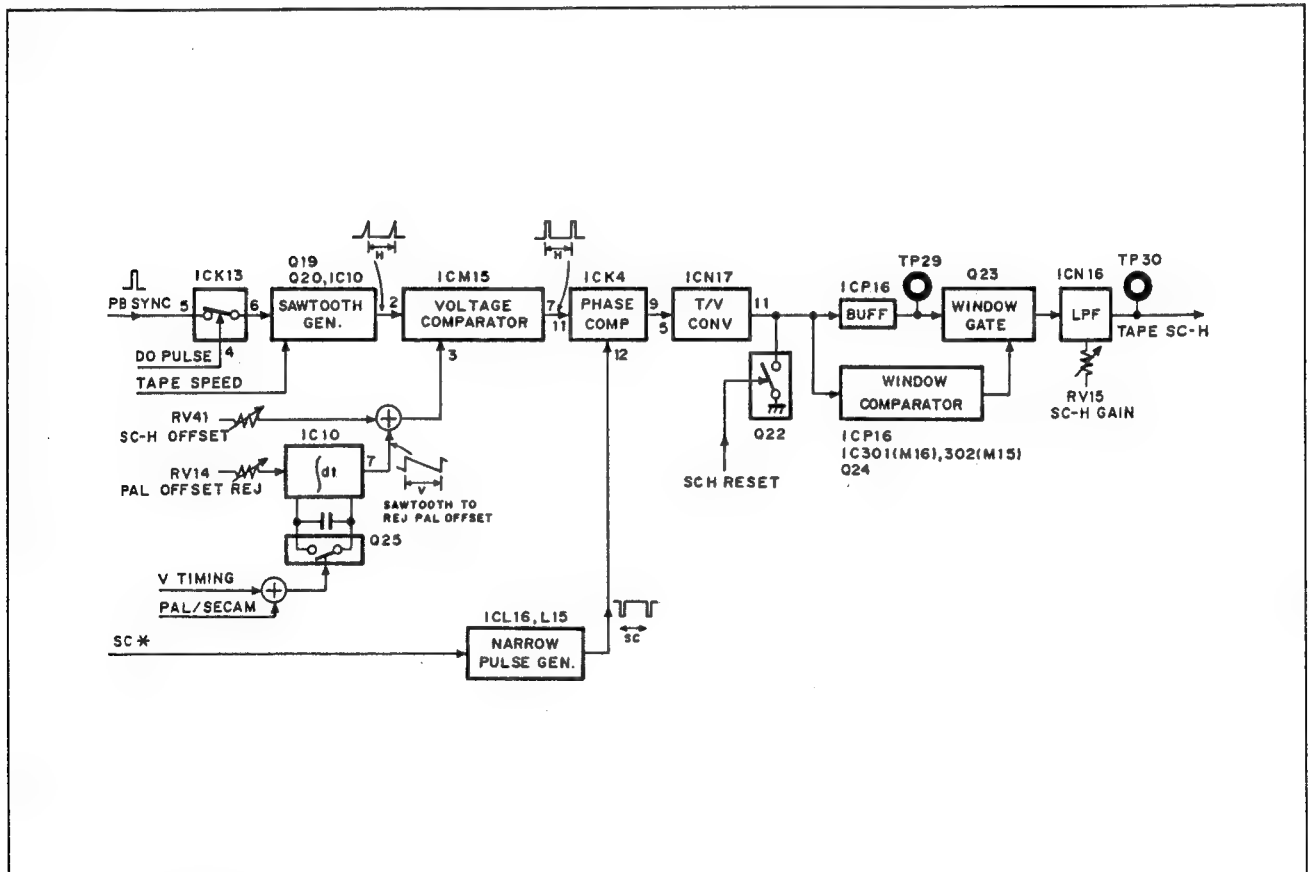 ICK13
PB SYNC
5
6
4
DO PULSE
TAPE SPEED
Q19
Q20, IC10
SAWTOOTH
GEN.
H
2
ICM15
VOLTAGE
COMPARATOR
3
7
H
11
ICK4
PHASE
COMP
12
9
5
ICN17
T/V
CONV
11
ICP16
BUFF
TP29
Q23
WINDOW
GATE
ICN16
LPF
TP30
TAPE SC-H
RV15
SC-H GAIN
WINDOW
COMPARATOR
ICP16
IC301(M16), 302(M15)
Q24
Q22
SCH RESET
RV41
SC-H OFFSET
RV14
PAL OFFSET REJ
IC10
∫dt
7
V
SAWTOOTH TO
REJ PAL OFFSET
Q25
V TIMING
PAL/SECAM
SC*
ICL16, L15
NARROW
PULSE GEN.
SC